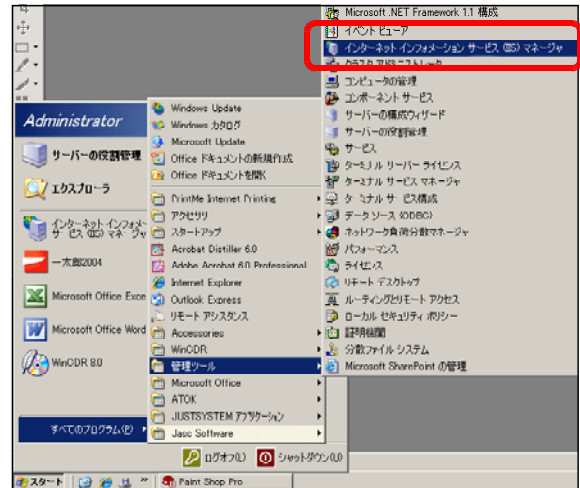 Administrator
サーバーの役割管理
エクスプローラ
インターネット インフォメー
サービス (IIS) マネージャ
一太郎2004
Microsoft Office Exce
Microsoft Office Word
WinCDR 8.0
すべてのプログラム(P)
Windows Update
Windows カタログ
Microsoft Update
Office ドキュメントの新規作成
Office ドキュメントを開く
PrintMe Internet Printing
アクセサリ
スタートアップ
Acrobat Distiller 6.0
Adobe Acrobat 6.0 Professional
Internet Explorer
Outlook Express
リモート アシスタンス
Accessories
WinCDR
管理ツール
Microsoft Office
ATOK
JUSTSYSTEM アプリケーション
Jasc Software
Microsoft .NET Framework 1.1 構成
イベント ビューア
インターネット インフォメーション サービス (IIS) マネージャ
クラスタ アドミニストレータ
コンピュータの管理
コンポーネント サービス
サーバーの構成ウィザード
サーバーの役割管理
サービス
ターミナル サーバー ライセンス
ターミナル サービス マネージャ
ターミナル サービス構成
データ ソース (ODBC)
ネットワーク負荷分散マネージャ
パフォーマンス
ライセンス
リモート デスクトップ
ルーティングとリモート アクセス
ローカル セキュリティ ポリシー
証明機関
分散ファイル システム
Microsoft SharePoint の管理
ログオフ(L)
シャットダウン(U)
スタート
Paint Shop Pro